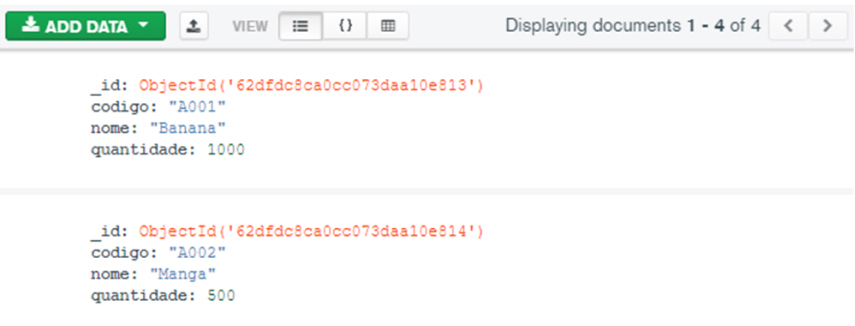 ADD DATA VIEW {} Displaying documents 1 - 4 of 4 < >
_id: ObjectId('62dfdc8ca0cc073daa10e813')
codigo: "A001"
nome: "Banana"
quantidade: 1000
_id: ObjectId('62dfdc8ca0cc073daa10e814')
codigo: "A002"
nome: "Manga"
quantidade: 500